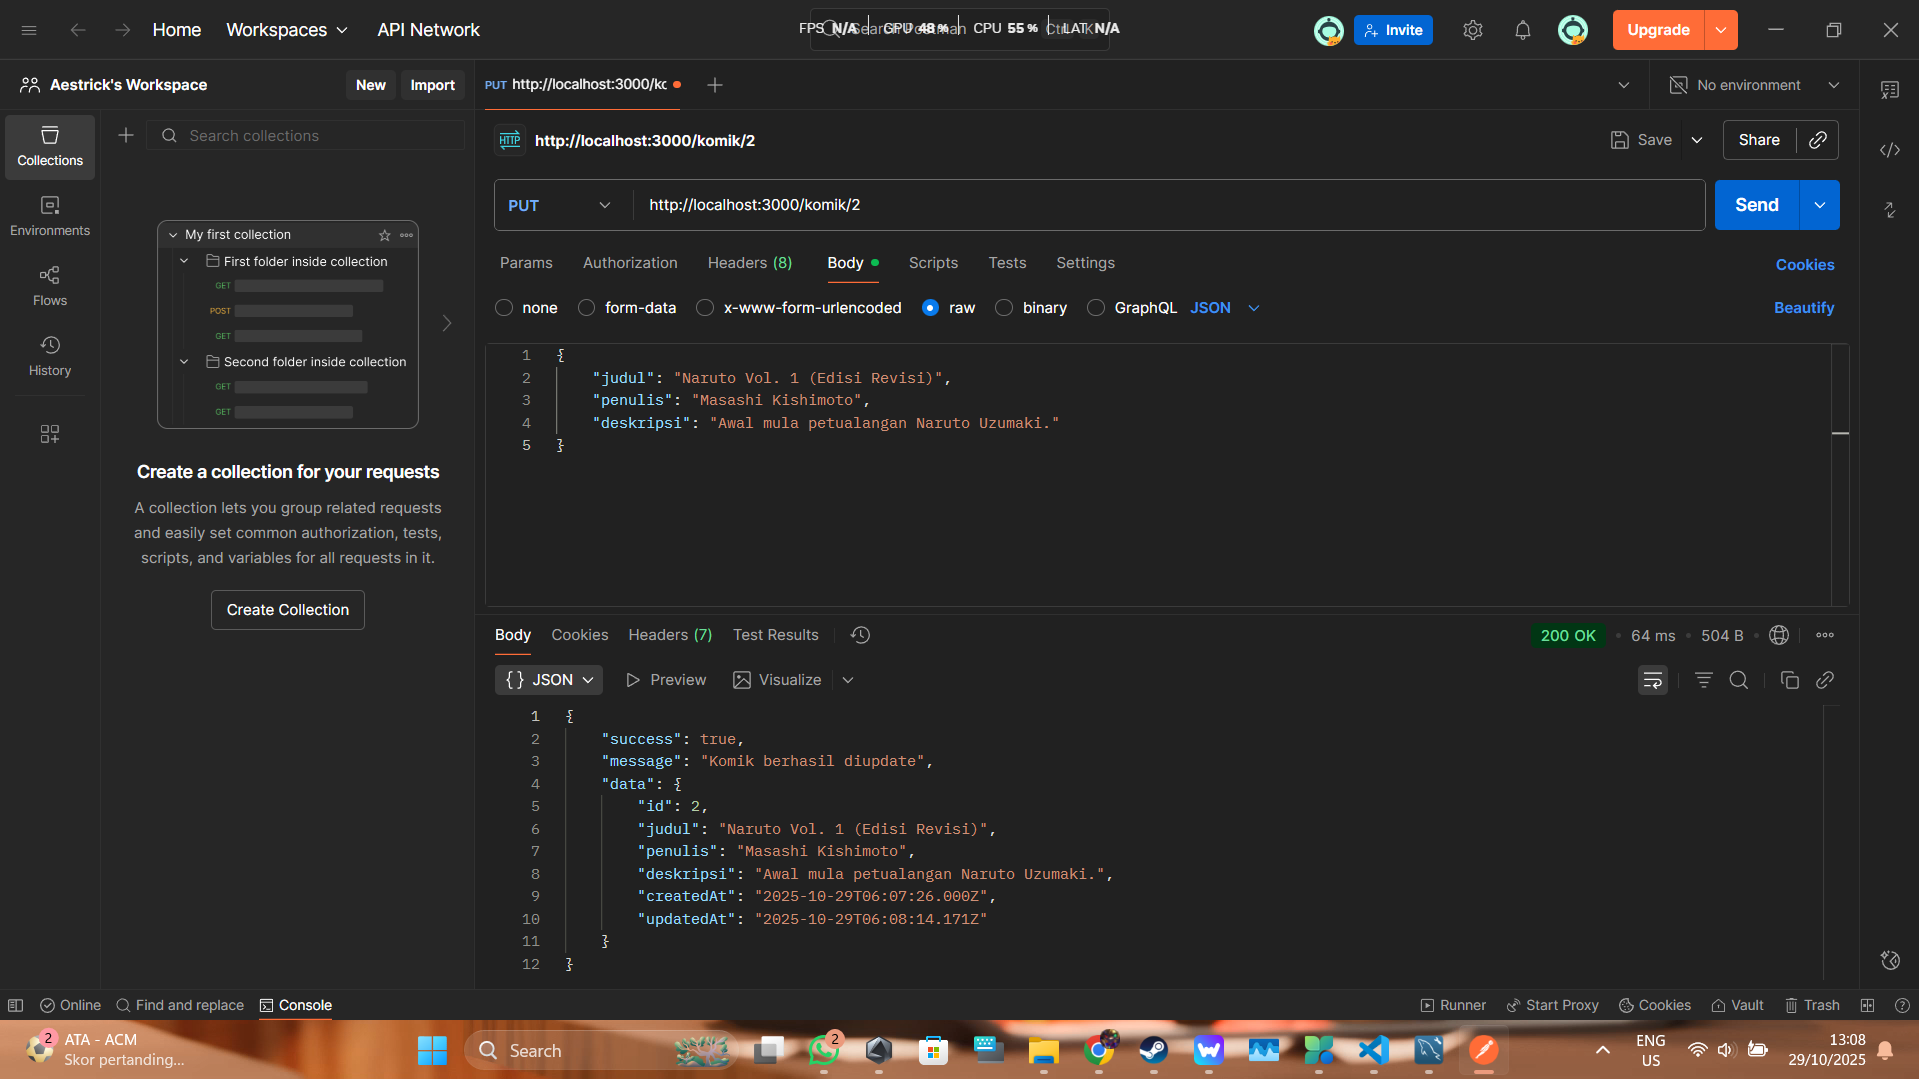 Home
Workspaces
API Network
FPS N/A
GPU 48 %
CPU 55 %
LAT N/A
Invite
Upgrade
Aestrick's Workspace
New
Import
PUT http://localhost:3000/kc
No environment
Collections
Search collections
HTTP http://localhost:3000/komik/2
Save
Share
Environments
PUT
http://localhost:3000/komik/2
Send
My first collection
First folder inside collection
GET
POST
GET
Second folder inside collection
GET
GET
Flows
History
Params
Authorization
Headers (8)
Body
Scripts
Tests
Settings
Cookies
none
form-data
x-www-form-urlencoded
raw
binary
GraphQL
JSON
Beautify
1 {
2 "judul": "Naruto Vol. 1 (Edisi Revisi)",
3 "penulis": "Masashi Kishimoto",
4 "deskripsi": "Awal mula petualangan Naruto Uzumaki."
5 }
Create a collection for your requests
A collection lets you group related requests
and easily set common authorization, tests,
scripts, and variables for all requests in it.
Create Collection
Body
Cookies
Headers (7)
Test Results
200 OK
64 ms
504 B
{} JSON
Preview
Visualize
1 {
2 "success": true,
3 "message": "Komik berhasil diupdate",
4 "data": {
5 "id": 2,
6 "judul": "Naruto Vol. 1 (Edisi Revisi)",
7 "penulis": "Masashi Kishimoto",
8 "deskripsi": "Awal mula petualangan Naruto Uzumaki.",
9 "createdAt": "2025-10-29T06:07:26.000Z",
10 "updatedAt": "2025-10-29T06:08:14.171Z"
11 }
12 }
Online
Find and replace
Console
Runner
Start Proxy
Cookies
Vault
Trash
2
ATA - ACM
Skor pertanding...
Search
2
ENG
US
13:08
29/10/2025